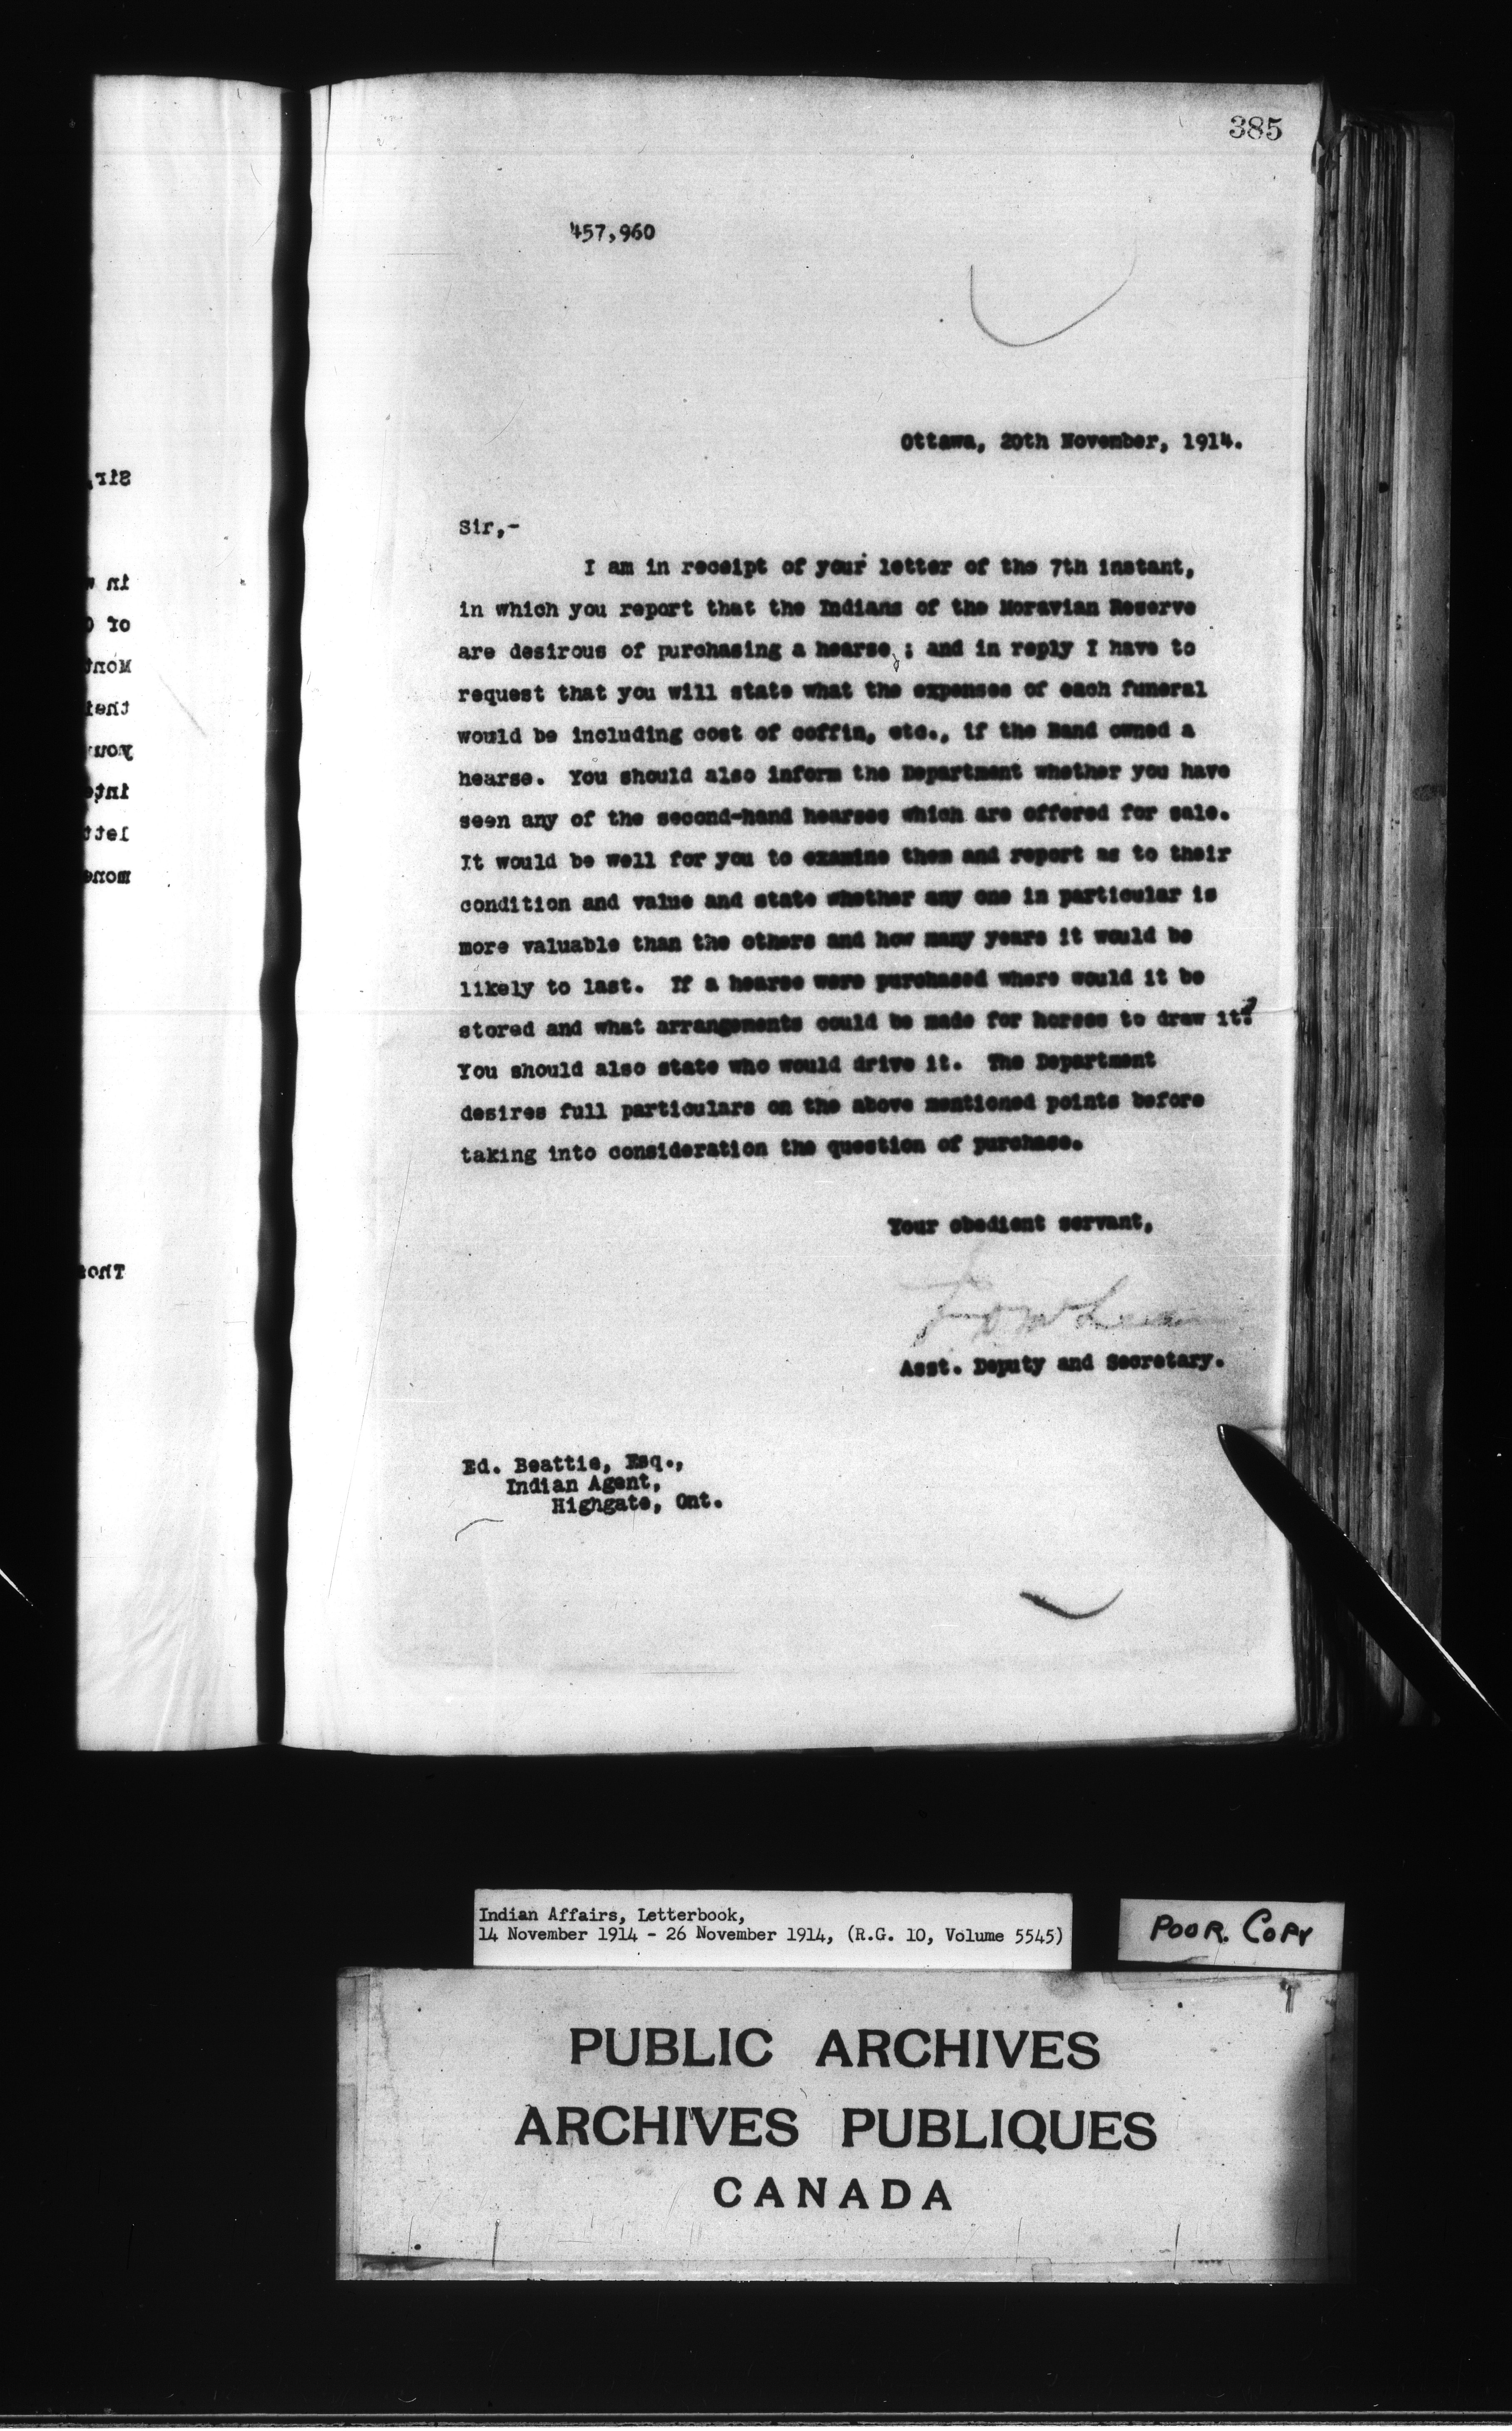 385
457,960
Ottawa, 20th November, 1914.
Sir,-
I am in receipt of your letter of the 7th instant,
in which you report that the Indians of the Moravian Reserve
are desirous of purchasing a hearse ; and in reply I have to
request that you will state what the expenses of each funeral
would be including cost of coffin, etc., if the Band owned a
hearse. You should also inform the Department whether you have
seen any of the second-hand hearses which are offered for sale.
It would be well for you to examine them and report as to their
condition and value and state whether any one in particular is
more valuable than the others and how many years it would be
likely to last. If a hearse were purchased where would it be
stored and what arrangements could be made for horses to draw it?
You should also state who would drive it. The Department
desires full particulars on the above mentioned points before
taking into consideration the question of purchase.
Your obedient servant,
Asst. Deputy and Secretary.
Ed. Beattie, Esq.,
Indian Agent,
Highgate, Ont.
Indian Affairs, Letterbook,
14 November 1914 - 26 November 1914, (R.G. 10, Volume 5545)
POOR. COPY
PUBLIC ARCHIVES
ARCHIVES PUBLIQUES
CANADA